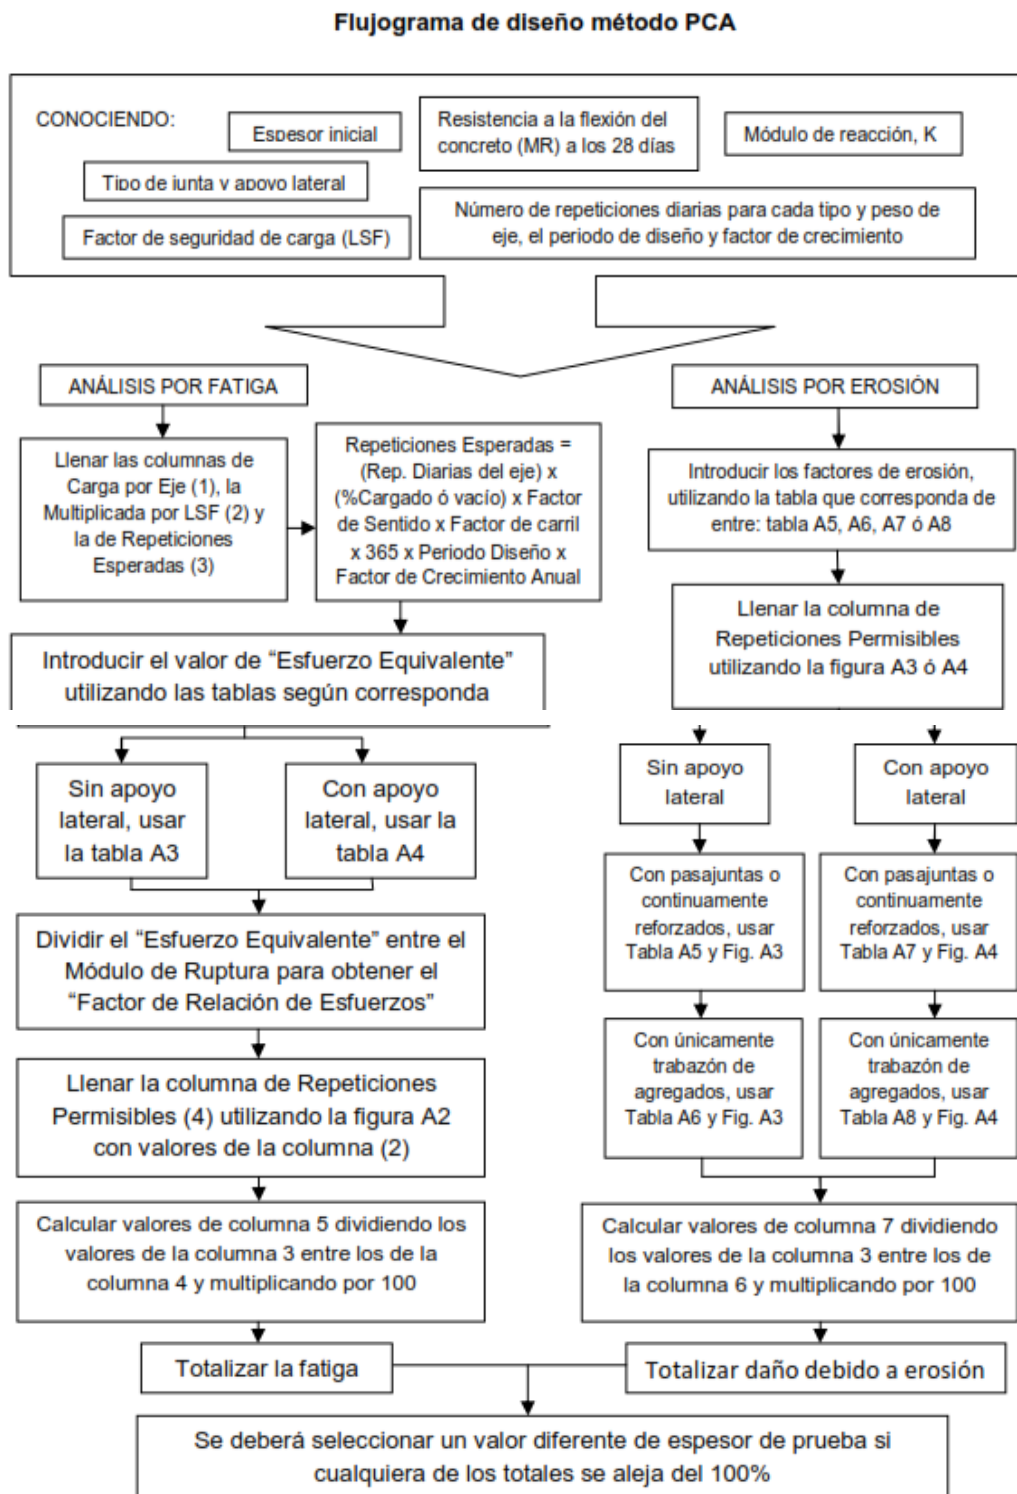 Flujograma de diseño método PCA
CONOCIENDO:
Espesor inicial
Resistencia a la flexión del
concreto (MR) a los 28 días
Módulo de reacción, K
Tipo de junta y apoyo lateral
Factor de seguridad de carga (LSF)
Número de repeticiones diarias para cada tipo y peso de
eje, el periodo de diseño y factor de crecimiento
ANÁLISIS POR FATIGA
Llenar las columnas de
Carga por Eje (1), la
Multiplicada por LSF (2) y
la de Repeticiones
Esperadas (3)
Repeticiones Esperadas =
(Rep. Diarias del eje) x
(%Cargado ó vacío) x Factor
de Sentido x Factor de carril
x 365 x Periodo Diseño x
Factor de Crecimiento Anual
Introducir el valor de “Esfuerzo Equivalente”
utilizando las tablas según corresponda
Sin apoyo
lateral, usar
la tabla A3
Con apoyo
lateral, usar la
tabla A4
Dividir el “Esfuerzo Equivalente” entre el
Módulo de Ruptura para obtener el
“Factor de Relación de Esfuerzos”
Llenar la columna de Repeticiones
Permisibles (4) utilizando la figura A2
con valores de la columna (2)
Calcular valores de columna 5 dividiendo los
valores de la columna 3 entre los de la
columna 4 y multiplicando por 100
Totalizar la fatiga
ANÁLISIS POR EROSIÓN
Introducir los factores de erosión,
utilizando la tabla que corresponda de
entre: tabla A5, A6, A7 ó A8
Llenar la columna de
Repeticiones Permisibles
utilizando la figura A3 ó A4
Sin apoyo
lateral
Con apoyo
lateral
Con pasajuntas o
continuamente
reforzados, usar
Tabla A5 y Fig. A3
Con pasajuntas o
continuamente
reforzados, usar
Tabla A7 y Fig. A4
Con únicamente
trabazón de
agregados, usar
Tabla A6 y Fig. A3
Con únicamente
trabazón de
agregados, usar
Tabla A8 y Fig. A4
Calcular valores de columna 7 dividiendo
los valores de la columna 3 entre los de
la columna 6 y multiplicando por 100
Totalizar daño debido a erosión
Se deberá seleccionar un valor diferente de espesor de prueba si
cualquiera de los totales se aleja del 100%